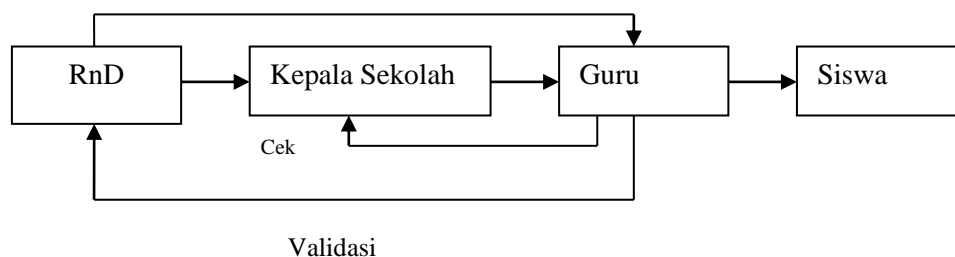 RnD
Kepala Sekolah
Guru
Siswa
Cek
Validasi